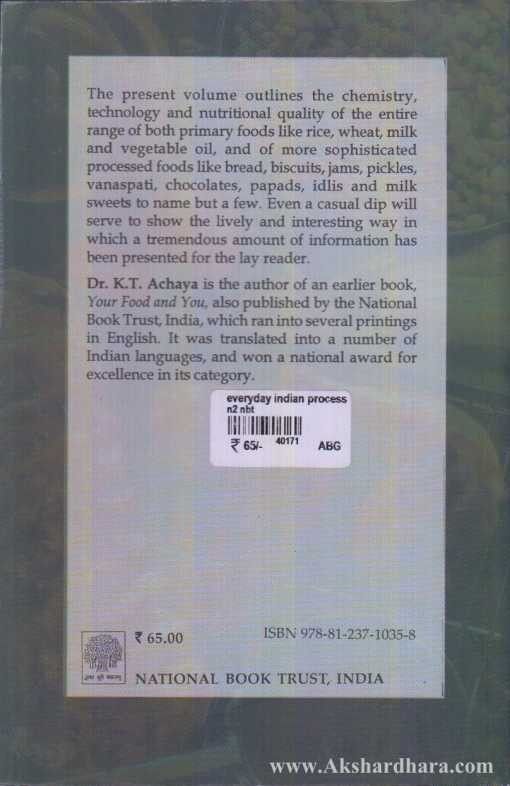 The present volume outlines the chemistry,
technology and nutritional quality of the entire
range of both primary foods like rice, wheat, milk
and vegetable oil, and of more sophisticated
processed foods like bread, biscuits, jams, pickles,
vanaspati, chocolates, papads, idlis and milk
sweets to name but a few. Even a casual dip will
serve to show the lively and interesting way in
which a tremendous amount of information has
been presented for the lay reader.
Dr. K.T. Achaya is the author of an earlier book,
Your Food and You, also published by the National
Book Trust, India, which ran into several printings
in English. It was translated into a number of
Indian languages, and won a national award for
excellence in its category.
everyday indian process
n2 nbt
₹ 65/- 40171 ABG
₹ 65.00 ISBN 978-81-237-1035-8
NATIONAL BOOK TRUST, INDIA
www.Akshardhara.com